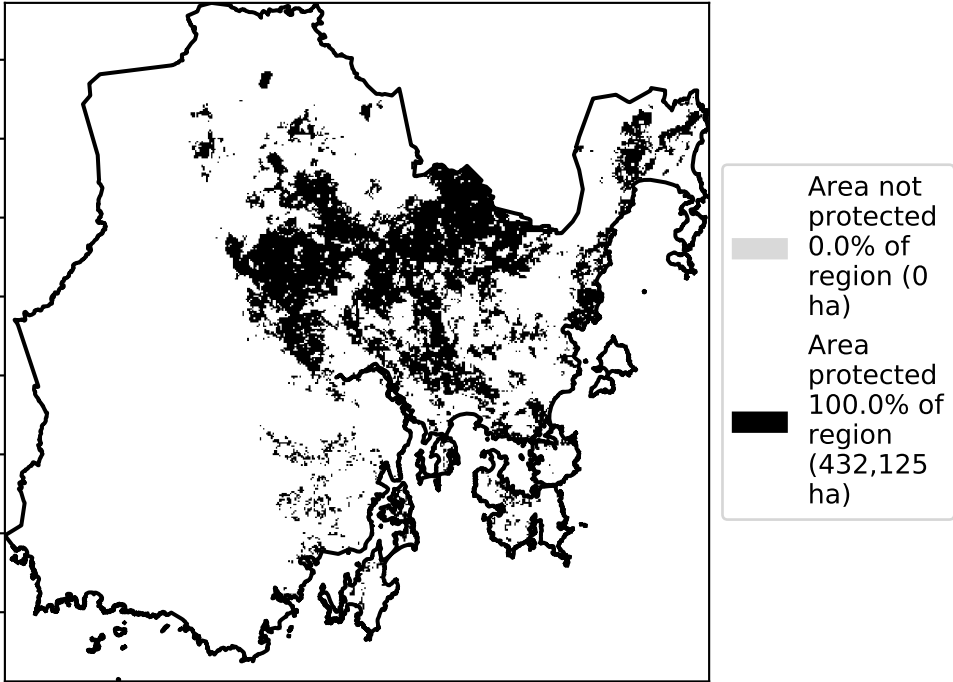 Area not
protected
0.0% of
region (0
ha)
Area
protected
100.0% of
region
(432,125
ha)